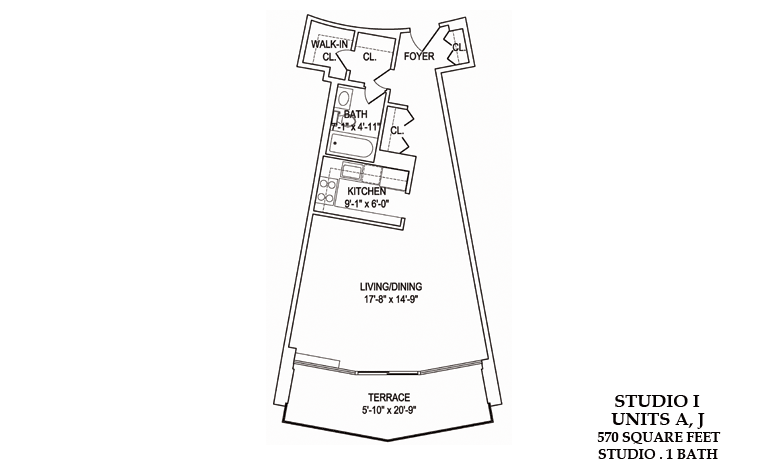 WALK-IN
CL.
CL.
FOYER
CL.
BATH
7'-1" x 4'-11"
CL.
KITCHEN
9'-1" x 6'-0"
LIVING/DINING
17'-8" x 14'-9"
TERRACE
5'-10" x 20'-9"
STUDIO I
UNITS A, J
570 SQUARE FEET
STUDIO . 1 BATH